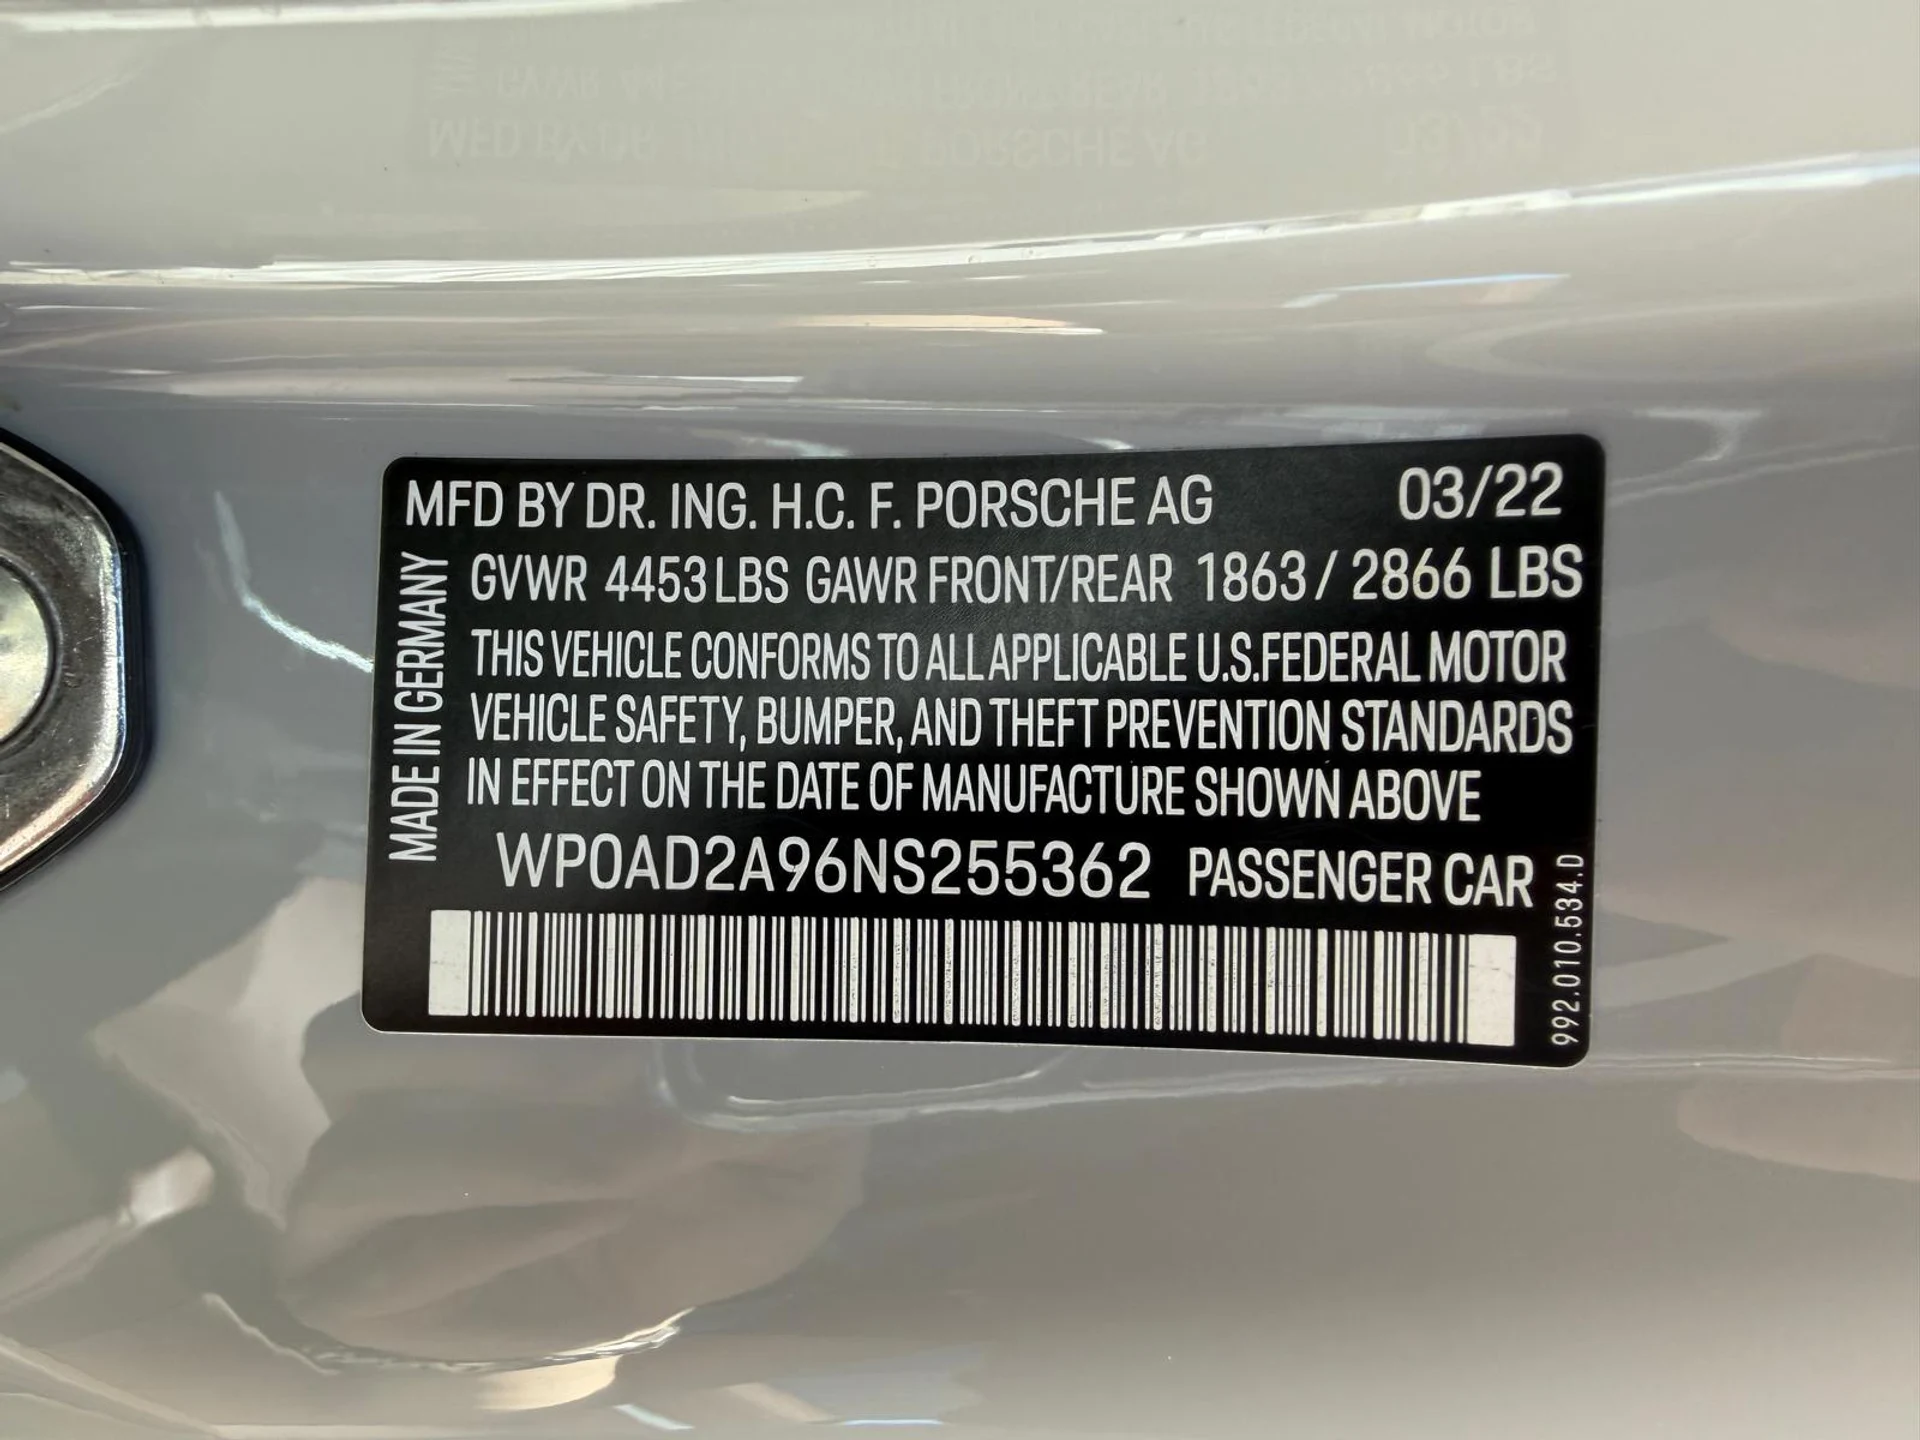 MFD BY DR. ING. H.C. F. PORSCHE AG 03/22
GVWR 4453 LBS GAWR FRONT/REAR 1863 / 2866 LBS
THIS VEHICLE CONFORMS TO ALL APPLICABLE U.S. FEDERAL MOTOR
VEHICLE SAFETY, BUMPER, AND THEFT PREVENTION STANDARDS
IN EFFECT ON THE DATE OF MANUFACTURE SHOWN ABOVE
WP0AD2A96NS255362 PASSENGER CAR
MADE IN GERMANY
992.010.534.D